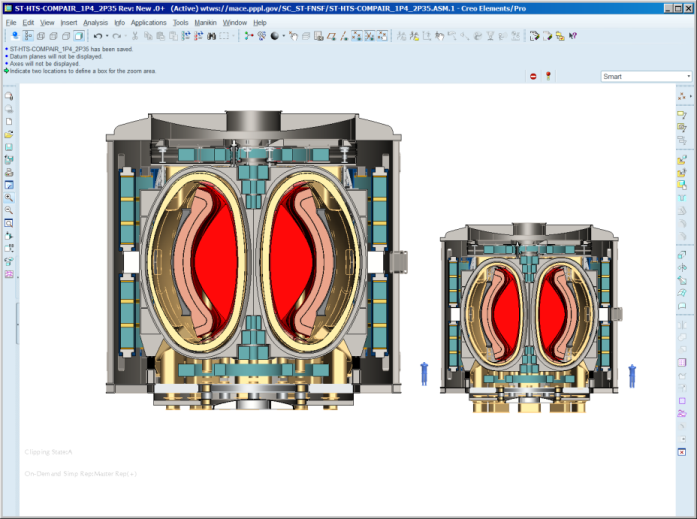 ST-HTS-COMPAIR_1P4_2P35 Rev: New .0+ (Active) wtws://mace.pppl.gov/SC_ST-FNSF/ST-HTS-COMPAIR_1P4_2P35.ASM.1 - Creo Elements/Pro
File Edit View Insert Analysis Info Applications Tools Manikin Window Help
ST-HTS-COMPAIR_1P4_2P35 has been saved.
Datum planes will not be displayed.
Axes will not be displayed.
Indicate two locations to define a box for the zoom area.
Smart